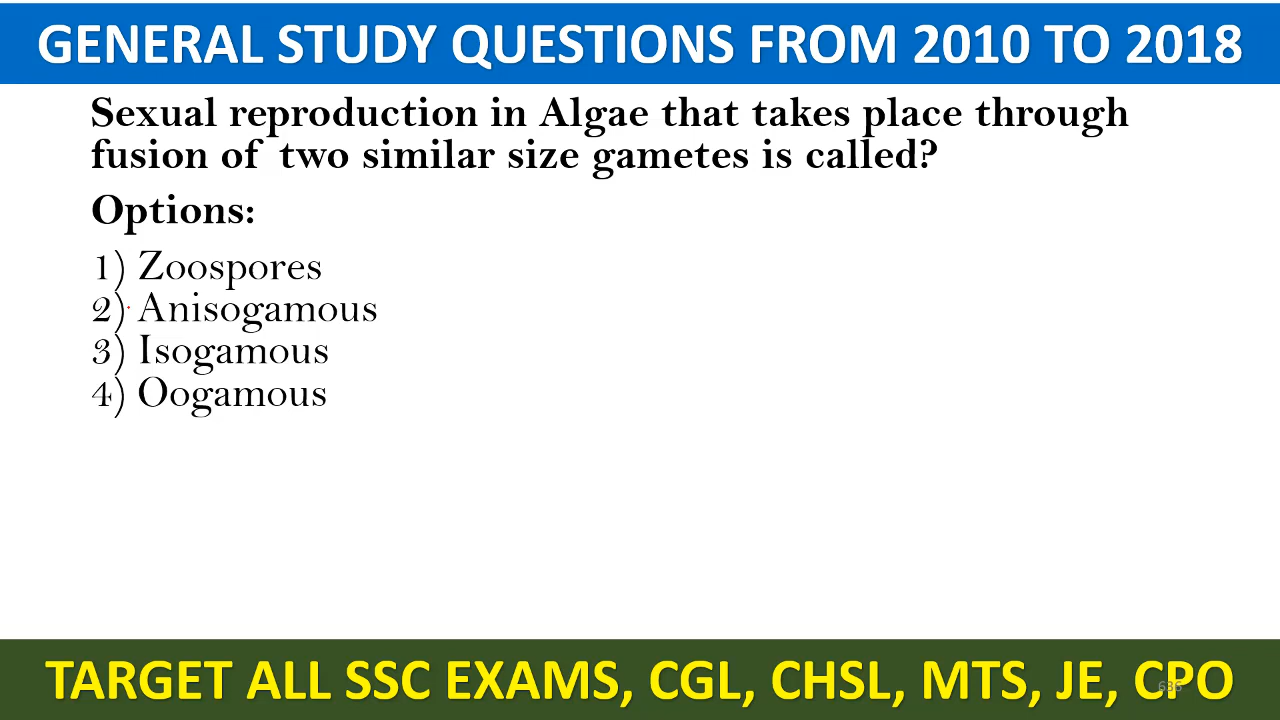 GENERAL STUDY QUESTIONS FROM 2010 TO 2018
Sexual reproduction in Algae that takes place through
fusion of two similar size gametes is called?
Options:
1) Zoospores
2) Anisogamous
3) Isogamous
4) Oogamous
TARGET ALL SSC EXAMS, CGL, CHSL, MTS, JE, CPO